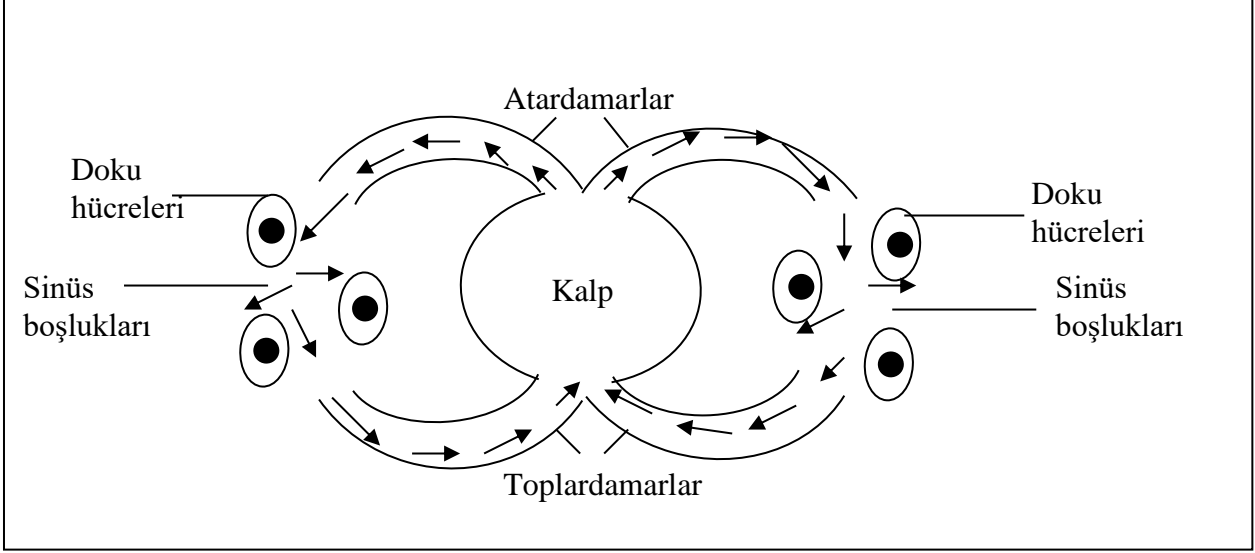 Atardamarlar
Doku
hücreleri
Doku
hücreleri
Sinüs
boşlukları
Kalp
Sinüs
boşlukları
Toplardamarlar